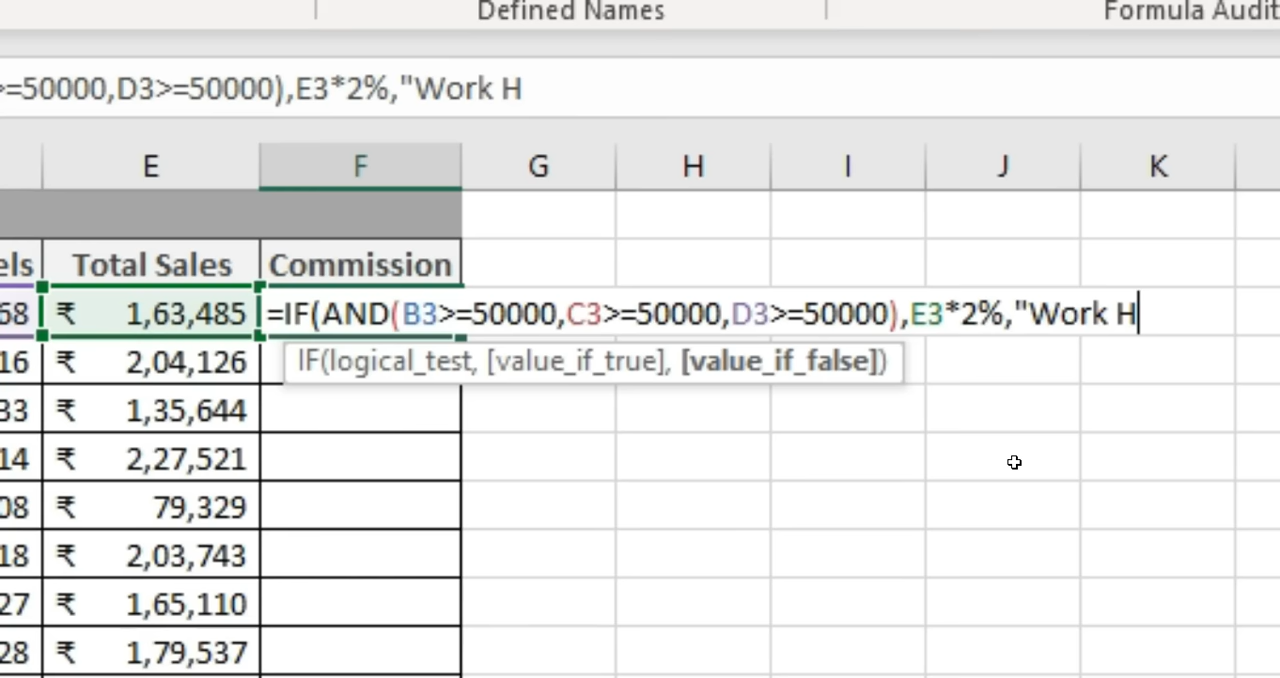 Defined Names Formula Audit
>=50000,D3>=50000),E3*2%,"Work H
E F G H I J K
els Total Sales Commission
68 ₹ 1,63,485 =IF(AND(B3>=50000,C3>=50000,D3>=50000),E3*2%,"Work H
16 ₹ 2,04,126 IF(logical_test, [value_if_true], [value_if_false])
33 ₹ 1,35,644
14 ₹ 2,27,521
08 ₹ 79,329
18 ₹ 2,03,743
27 ₹ 1,65,110
28 ₹ 1,79,537